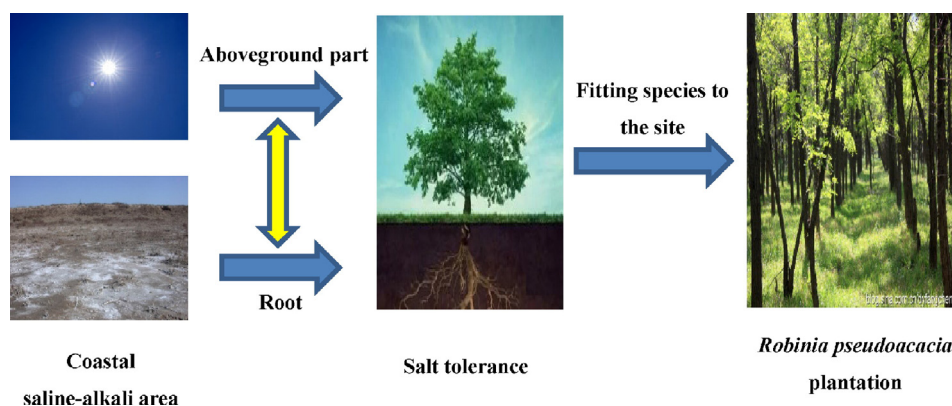 Aboveground part
Root
Coastal
saline-alkali area
Salt tolerance
Fitting species to
the site
Robinia pseudoacacia
plantation